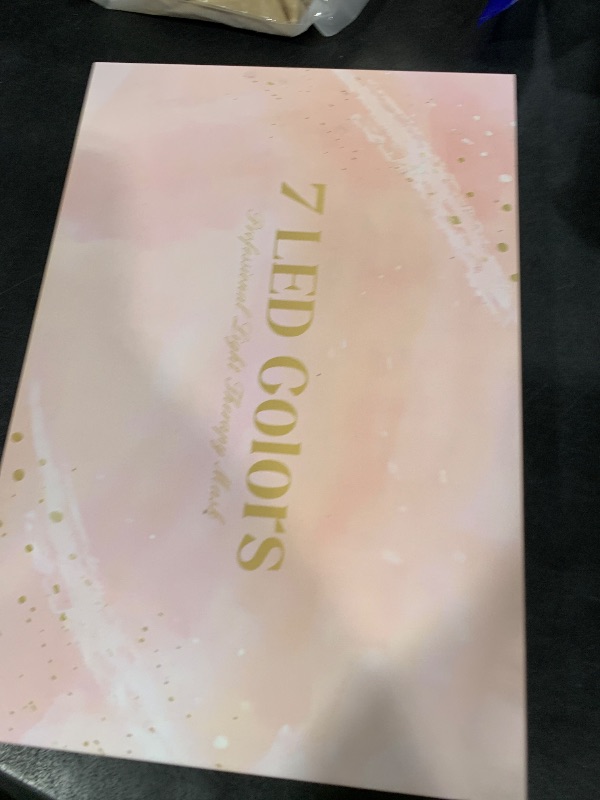 7 LED Colors
Professional Light Therapy Mask